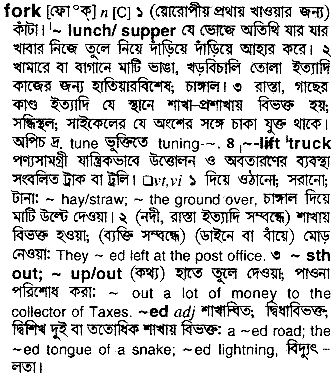 fork [ফো°ক্] n [C] ১ (য়োরোপীয় প্রথায় খাওয়ার জন্য)
কাঁটা। '~ lunch/ supper যে ভোজে অতিথি যার যার
খাবার নিজে তুলে নিয়ে দাঁড়িয়ে দাঁড়িয়ে আহার করে। ২
খামারে বা বাগানে মাটি ভাঙা, খড়বিচালি তোলা ইত্যাদি
কাজের জন্য হাতিয়ারবিশেষ; চাঙ্গাল। ৩ রাস্তা, গাছের
কাণ্ড ইত্যাদি যে স্থানে শাখা-প্রশাখায় বিভক্ত হয়;
সন্ধিস্থল; সাইকেলের যে অংশের সঙ্গে চাকা যুক্ত থাকে।
অপিচ দ্র. tune ভুক্তিতে tuning-~. 8 ,~-lift 'truck
পণ্যসামগ্রী যান্ত্রিকভাবে উত্তোলন ও অবতারণের ব্যবস্থা
সংবলিত ট্রাক বা ট্রলি। □vt,vi ১ দিয়ে ওঠানো; সরানো;
টানা: ~ hay/straw; ~ the ground over, চাঙ্গাল দিয়ে
মাটি উল্টে দেওয়া। ২ (নদী, রাস্তা ইত্যাদি সম্বন্ধে) শাখায়
বিভক্ত হওয়া; (ব্যক্তি সম্বন্ধে) (ডাইনে বা বাঁয়ে) মোড়
নেওয়া: They ~ ed left at the post office. ৩ ~ sth
out; ~ up/out (কথ্য) হাতে তুলে দেওয়া; পাওনা
পরিশোধ করা: ~ out a lot of money to the
collector of Taxes. ~ed adj শাখান্বিত; দ্বিধাবিভক্ত;
দ্বিশিখ দুই বা ততোধিক শাখায় বিভক্ত: a ~ed road; the
~ed tongue of a snake; ~ed lightning, বিদ্যুৎ -
লতা।